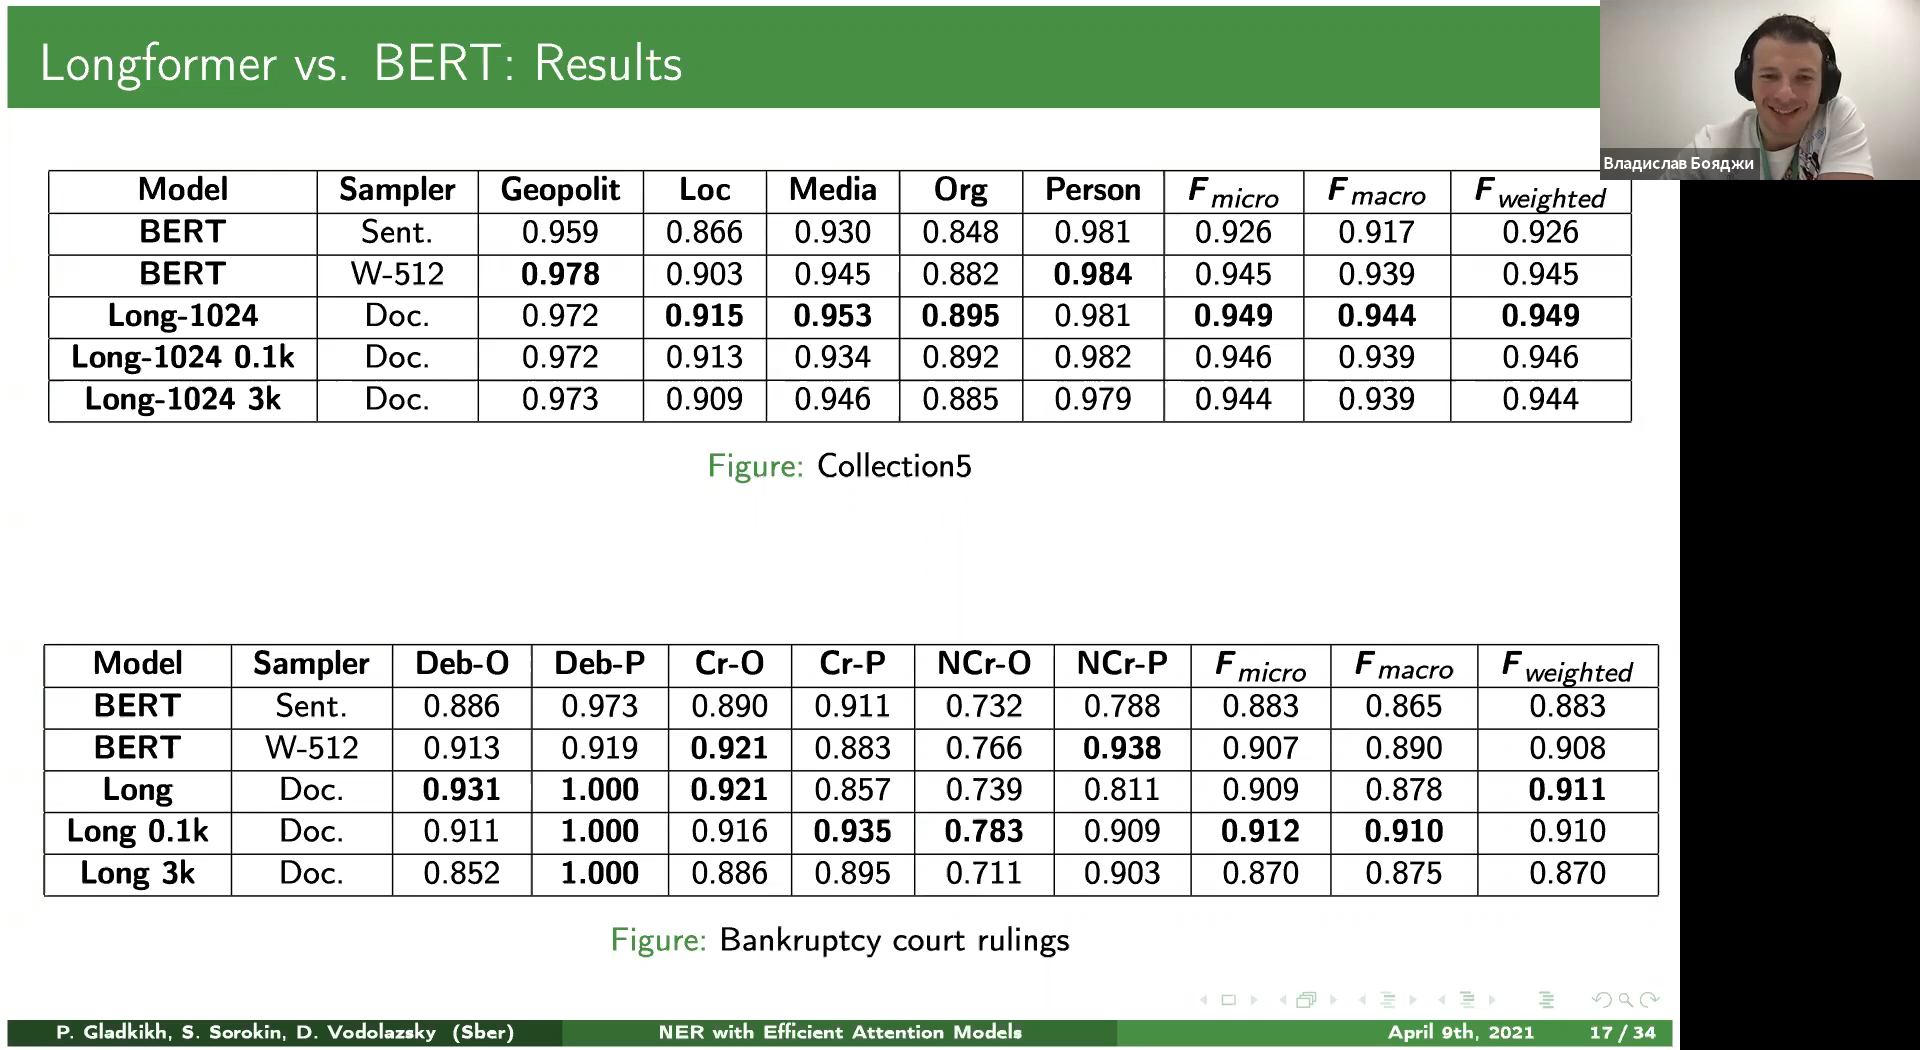 Longformer vs. BERT: Results
Владислав Бояджи
Model Sampler Geopolit Loc Media Org Person F micro F macro F weighted
BERT Sent. 0.959 0.866 0.930 0.848 0.981 0.926 0.917 0.926
BERT W-512 0.978 0.903 0.945 0.882 0.984 0.945 0.939 0.945
Long-1024 Doc. 0.972 0.915 0.953 0.895 0.981 0.949 0.944 0.949
Long-1024 0.1k Doc. 0.972 0.913 0.934 0.892 0.982 0.946 0.939 0.946
Long-1024 3k Doc. 0.973 0.909 0.946 0.885 0.979 0.944 0.939 0.944
Figure: Collection5
Model Sampler Deb-O Deb-P Cr-O Cr-P NCr-O NCr-P F micro F macro F weighted
BERT Sent. 0.886 0.973 0.890 0.911 0.732 0.788 0.883 0.865 0.883
BERT W-512 0.913 0.919 0.921 0.883 0.766 0.938 0.907 0.890 0.908
Long Doc. 0.931 1.000 0.921 0.857 0.739 0.811 0.909 0.878 0.911
Long 0.1k Doc. 0.911 1.000 0.916 0.935 0.783 0.909 0.912 0.910 0.910
Long 3k Doc. 0.852 1.000 0.886 0.895 0.711 0.903 0.870 0.875 0.870
Figure: Bankruptcy court rulings
P. Gladkikh, S. Sorokin, D. Vodolazsky (Sber) NER with Efficient Attention Models April 9th, 2021 17 / 34